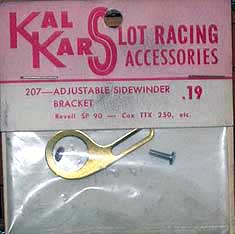 KAL KARS SLOT RACING
ACCESSORIES
207—ADJUSTABLE SIDEWINDER
BRACKET .19
Revell SP 90 — Cox TTX 250, etc.